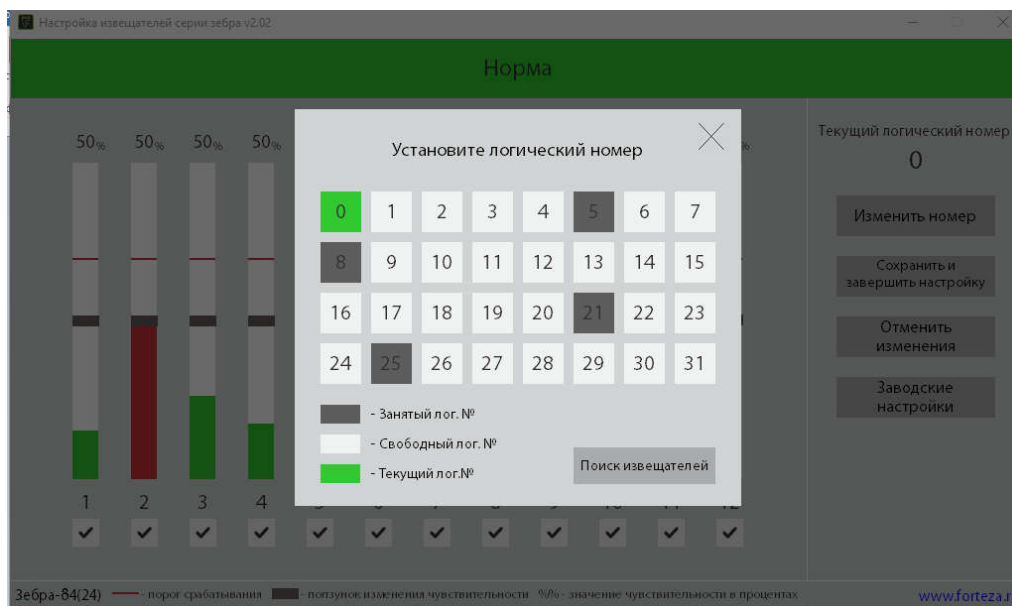 Настройка извещателей серии зебра v2.02
Норма
50% 50% 50% 50%
%
Установите логический номер
0 1 2 3 4 5 6 7
8 9 10 11 12 13 14 15
16 17 18 19 20 21 22 23
24 25 26 27 28 29 30 31
- Занятый лог. №
- Свободный лог. №
- Текущий лог.№
Поиск извещателей
Текущий логический номер
0
Изменить номер
Сохранить и
завершить настройку
Отменить
изменения
Заводские
настройки
1 2 3 4
Зебра-84(24) - порог срабатывания - ползунок изменения чувствительности %% - значение чувствительности в процентах www.forteza.r